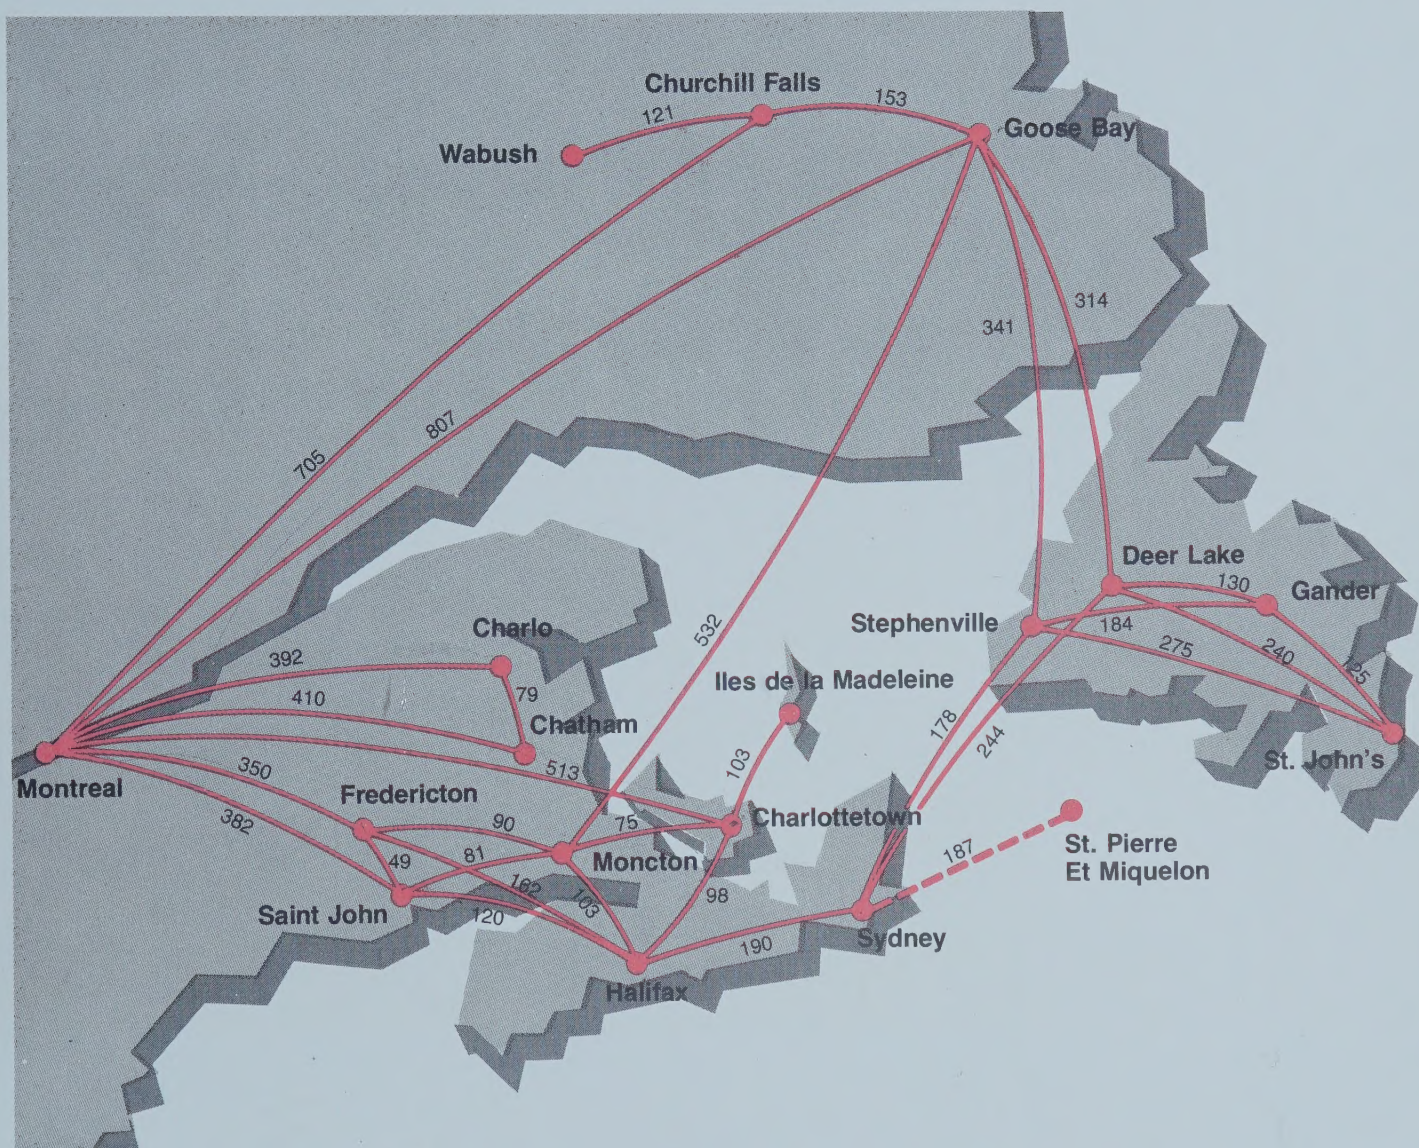 Churchill Falls
153
121
Goose Bay
Wabush
314
341
807
705
Deer Lake
130
Gander
Stephenville
184
532
Charlo
275
240
125
392
Iles de la Madeleine
79
410
Chatham
178
244
103
St. John's
Montreal
350
513
Fredericton
382
90
75
Charlottetown
St. Pierre
Et Miquelon
187
49
81
Moncton
162
103
98
Saint John
120
190
Sydney
Halifax